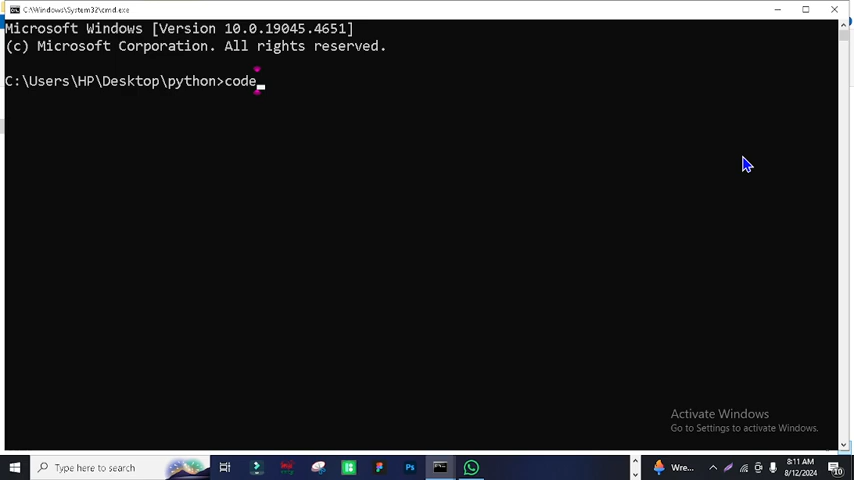 C:\Windows\System32\cmd.exe
Microsoft Windows [Version 10.0.19045.4651]
(c) Microsoft Corporation. All rights reserved.
C:\Users\HP\Desktop\python>code
Activate Windows
Go to Settings to activate Windows.
Type here to search
Wre...
8:11 AM
8/12/2024
10